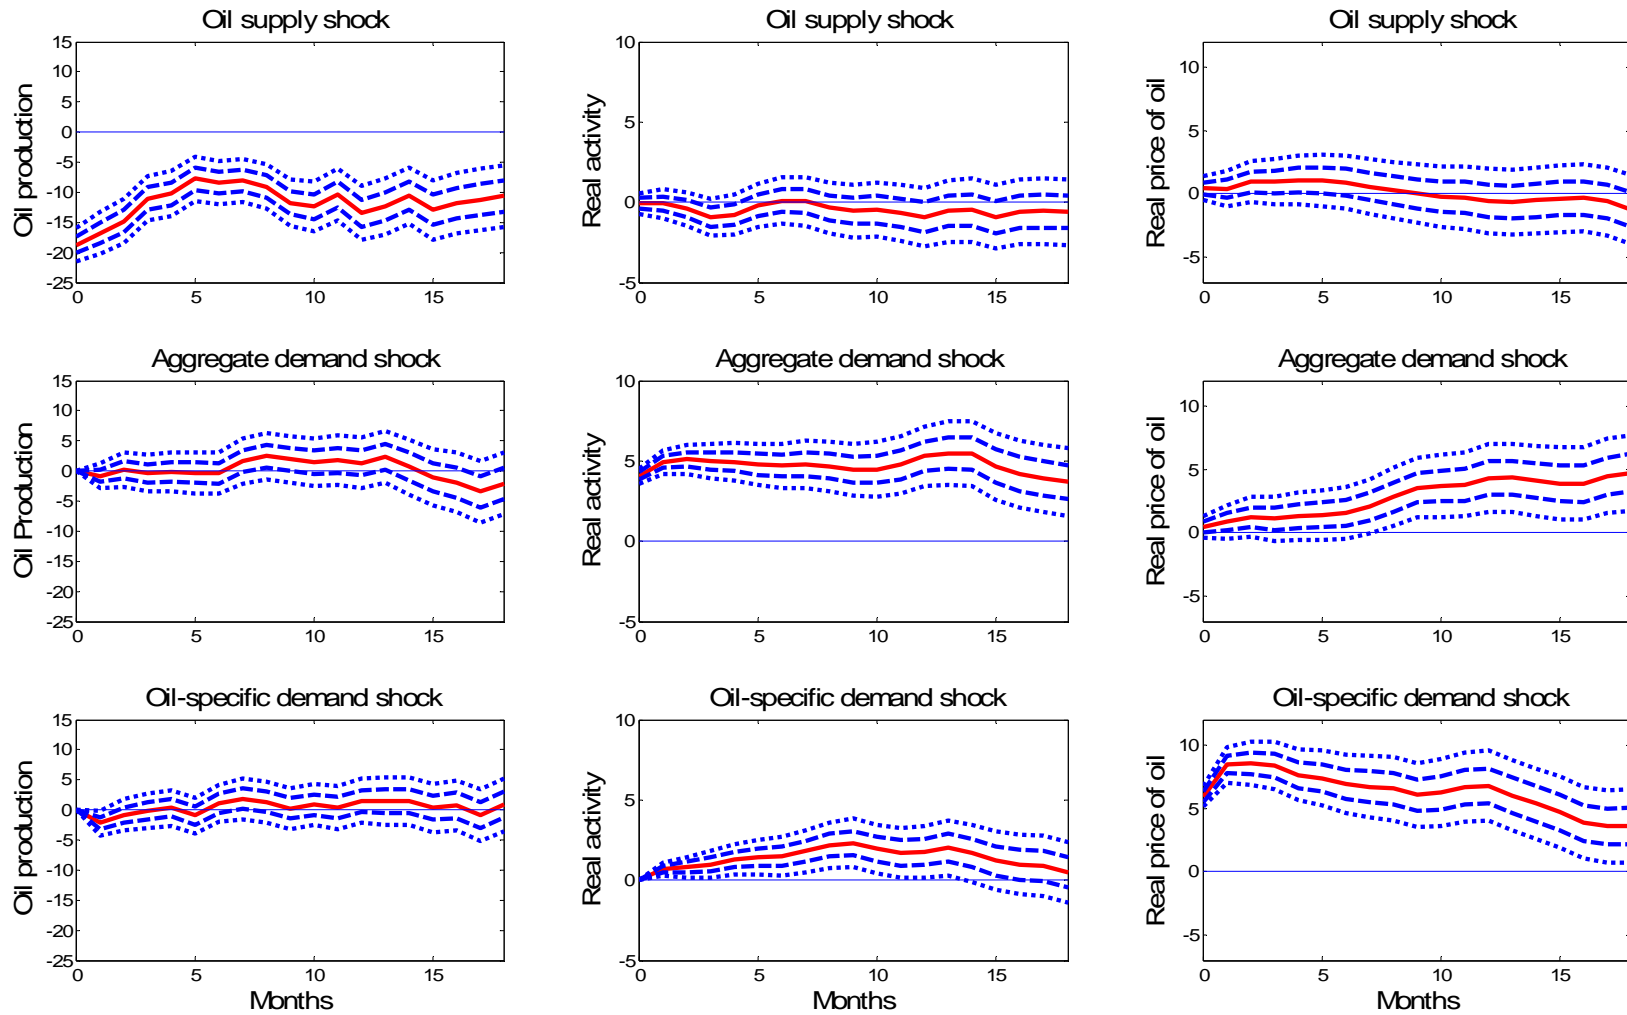 Oil supply shock
Oil supply shock
Oil supply shock
Oil production
15
10
5
0
-5
-10
-15
-20
-25
0 5 10 15
Real activity
10
5
0
-5
0 5 10 15
Real price of oil
10
5
0
-5
0 5 10 15
Aggregate demand shock
Aggregate demand shock
Aggregate demand shock
Oil Production
15
10
5
0
-5
-10
-15
-20
-25
0 5 10 15
Real activity
10
5
0
-5
0 5 10 15
Real price of oil
10
5
0
-5
0 5 10 15
Oil-specific demand shock
Oil-specific demand shock
Oil-specific demand shock
Oil production
15
10
5
0
-5
-10
-15
-20
-25
0 5 10 15
Months
Real activity
10
5
0
-5
0 5 10 15
Months
Real price of oil
10
5
0
-5
0 5 10 15
Months